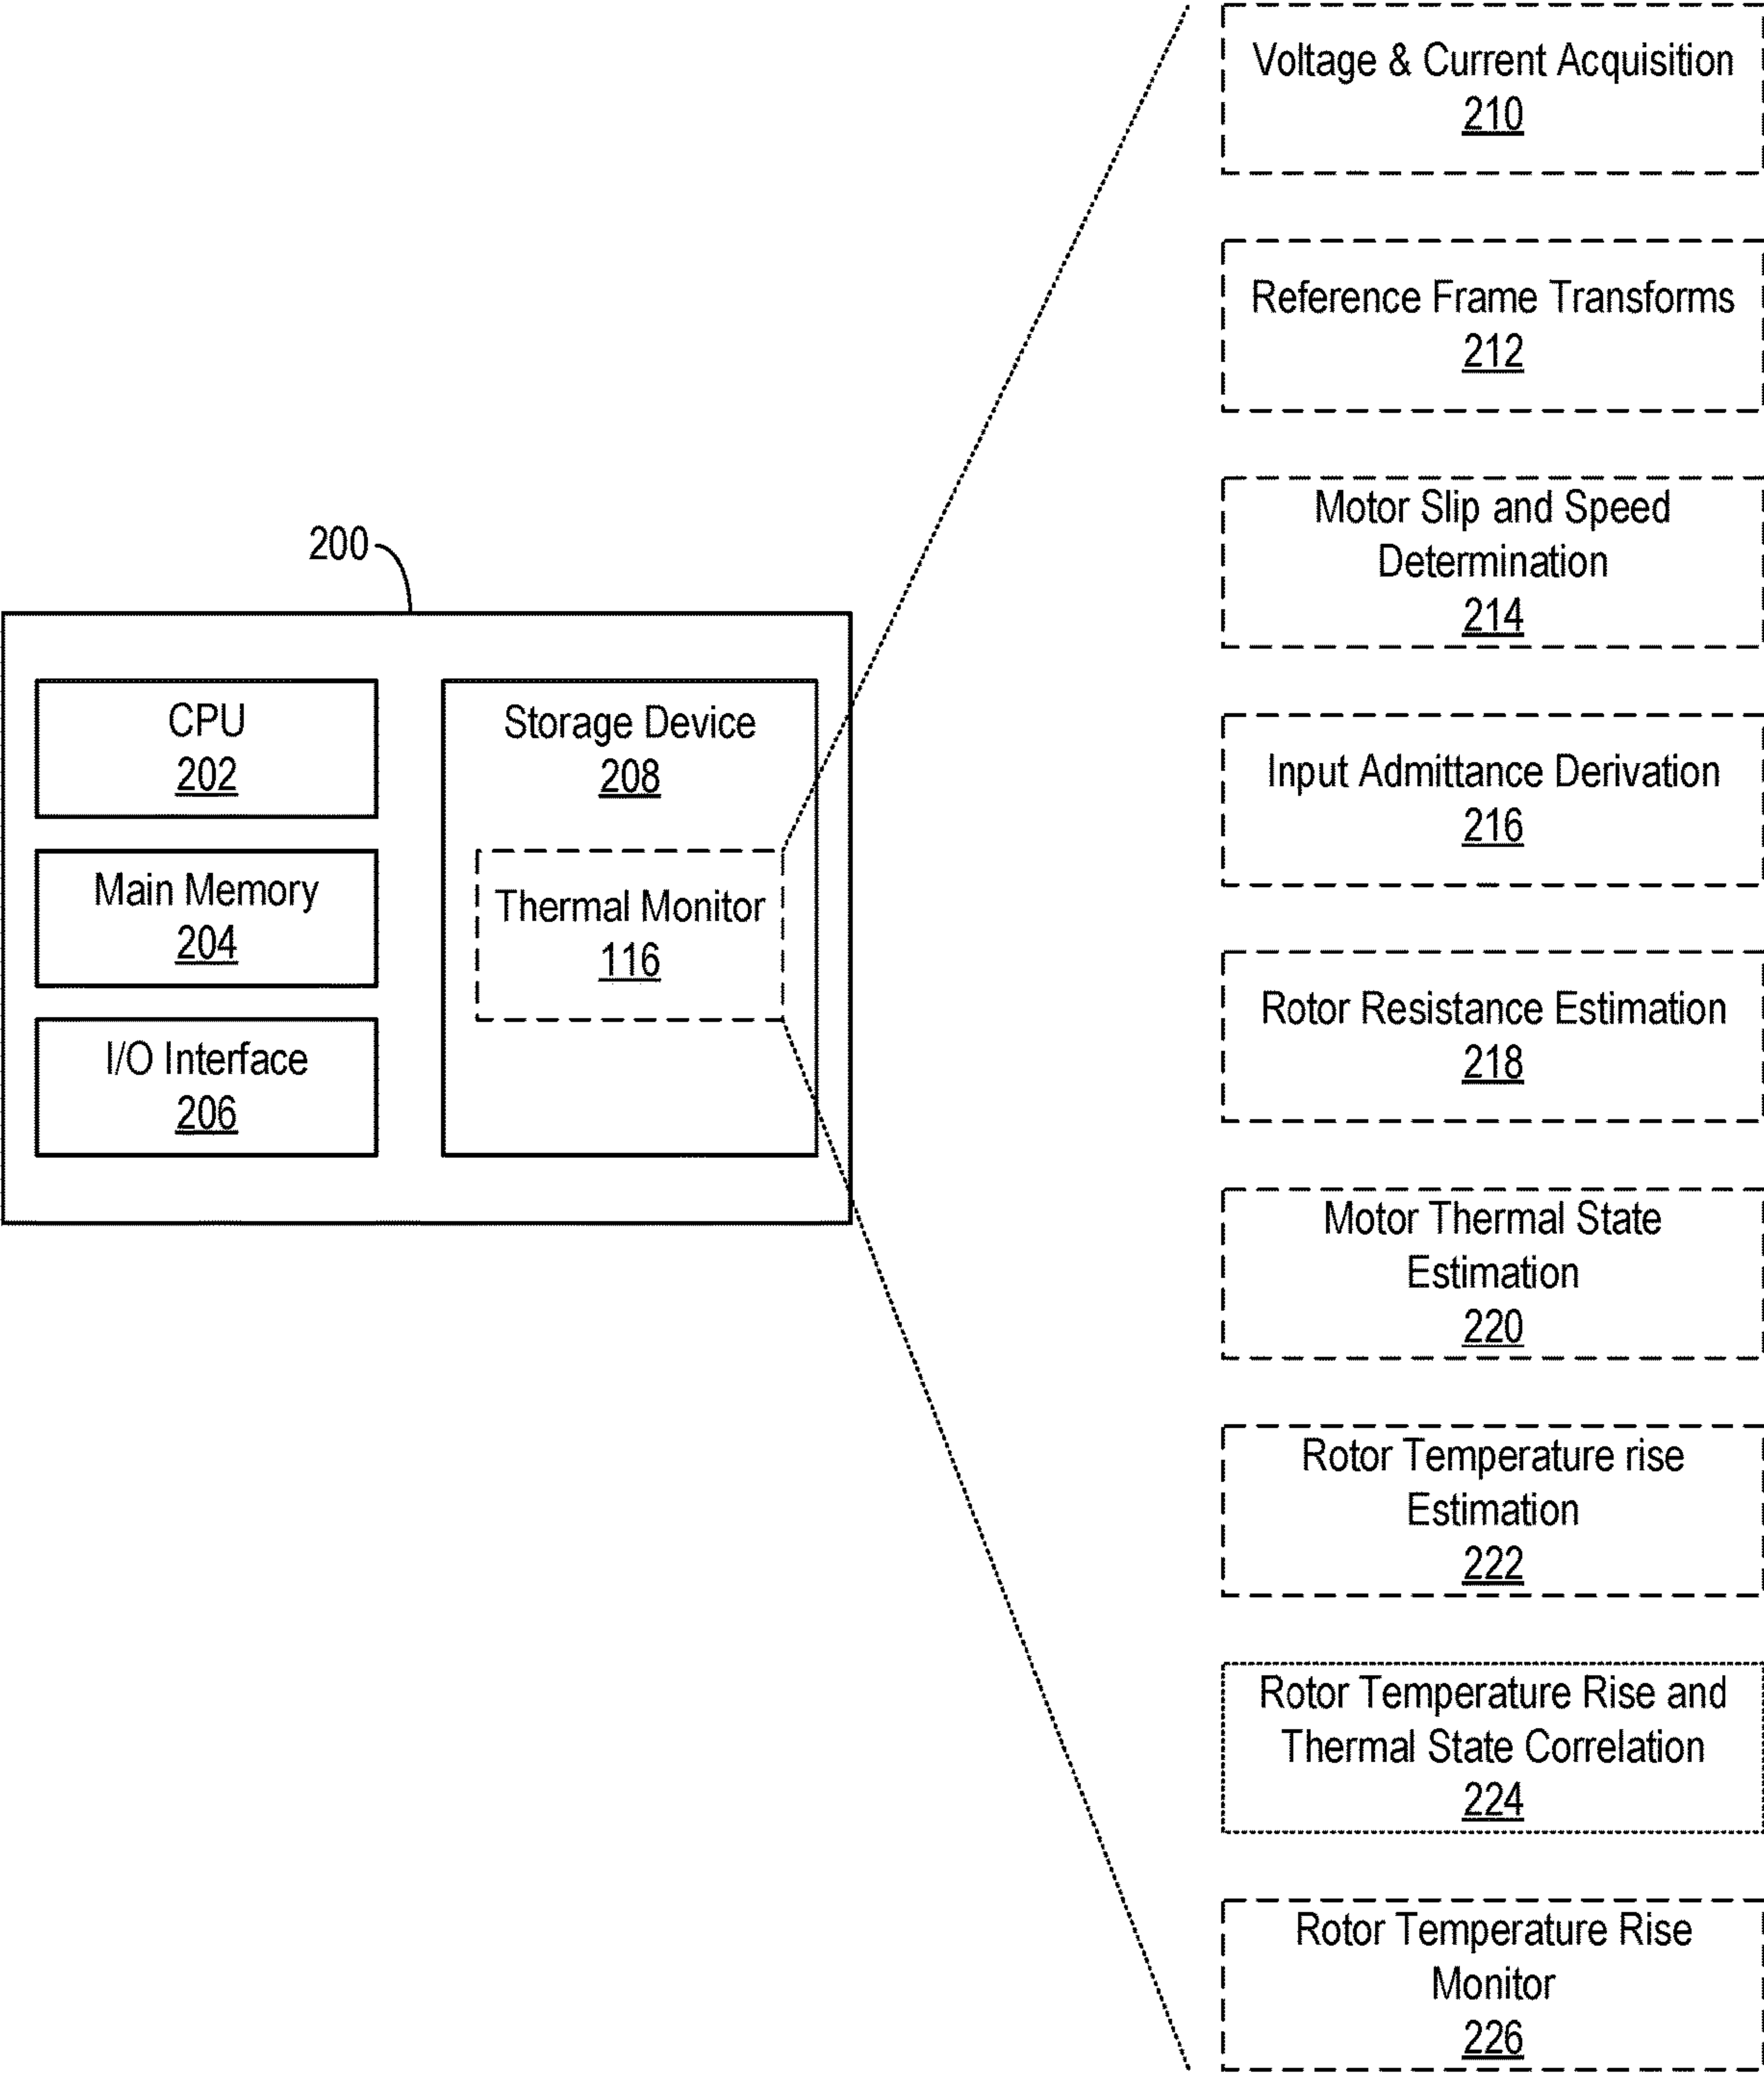 200
CPU
202
Main Memory
204
I/O Interface
206
Storage Device
208
Thermal Monitor
116
Voltage & Current Acquisition
210
Reference Frame Transforms
212
Motor Slip and Speed
Determination
214
Input Admittance Derivation
216
Rotor Resistance Estimation
218
Motor Thermal State
Estimation
220
Rotor Temperature rise
Estimation
222
Rotor Temperature Rise and
Thermal State Correlation
224
Rotor Temperature Rise
Monitor
226